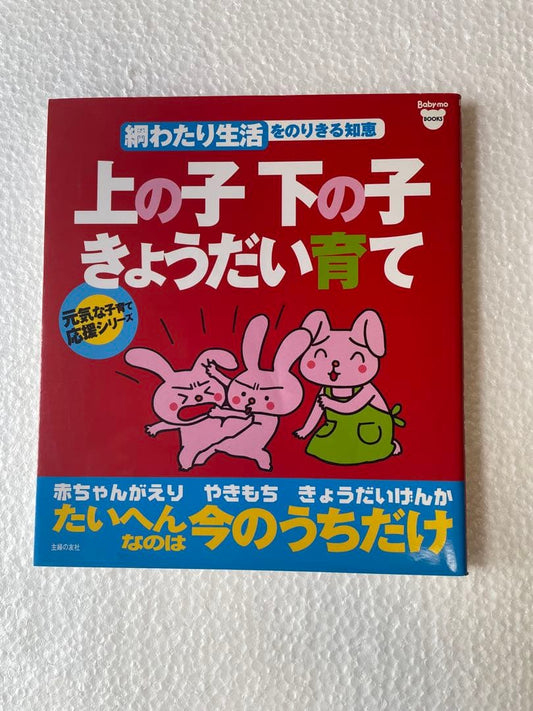 Baby-mo
BOOKS
綱わたり生活をのりきる知恵
上の子 下の子
きょうだい育て
元気な子育て
応援シリーズ
赤ちゃんがえり やきもち きょうだいげんか
たいへん
なのは
今のうちだけ
主婦の友社